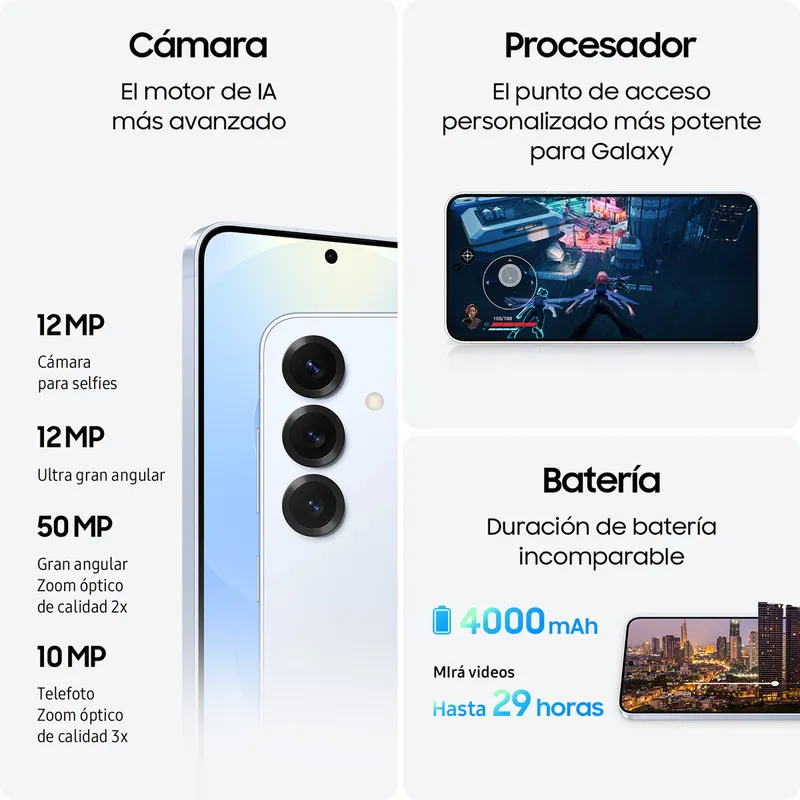 Cámara
El motor de IA
más avanzado
12 MP
Cámara
para selfies
12 MP
Ultra gran angular
50 MP
Gran angular
Zoom óptico
de calidad 2x
10 MP
Telefoto
Zoom óptico
de calidad 3x
Procesador
El punto de acceso
personalizado más potente
para Galaxy
100/100
Batería
Duración de batería
incomparable
4000 mAh
MIrá videos
Hasta 29 horas